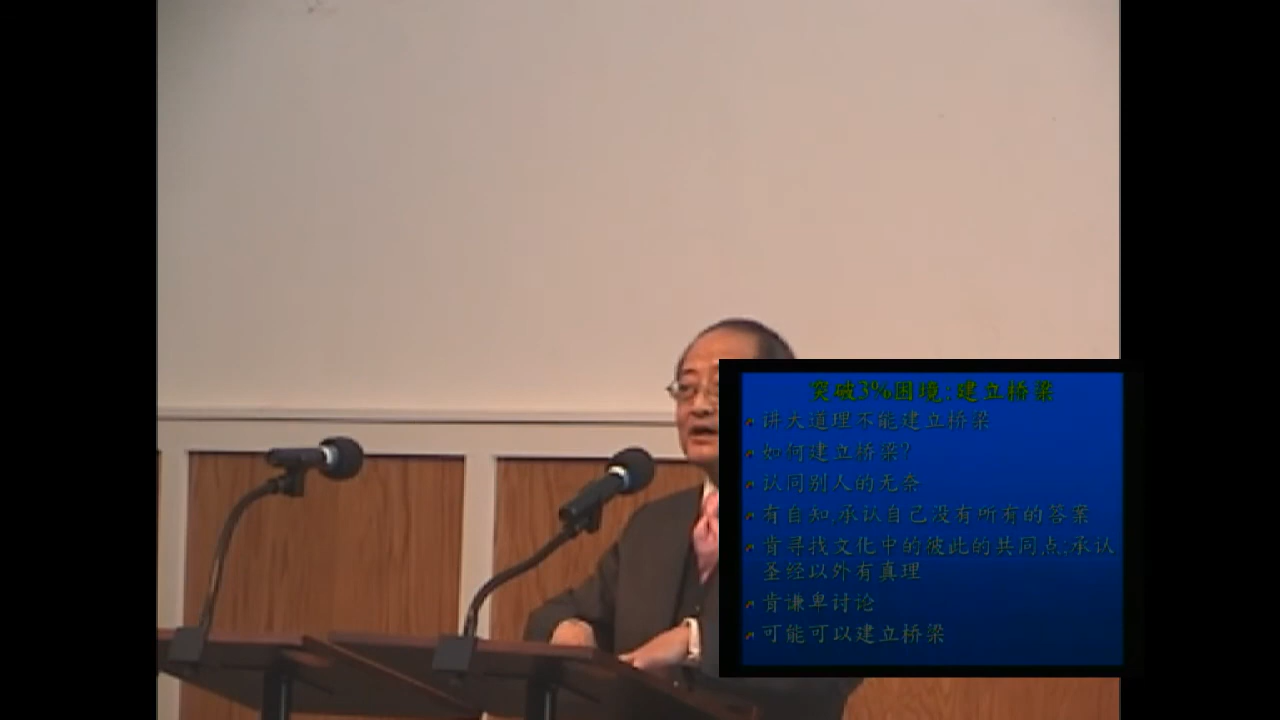 突破3%困境:建立桥梁
讲大道理不能建立桥梁
如何建立桥梁?
认同别人的无奈
有自知,承认自己没有所有的答案
肯寻找文化中的彼此的共同点;承认
圣经以外有真理
肯谦卑讨论
可能可以建立桥梁